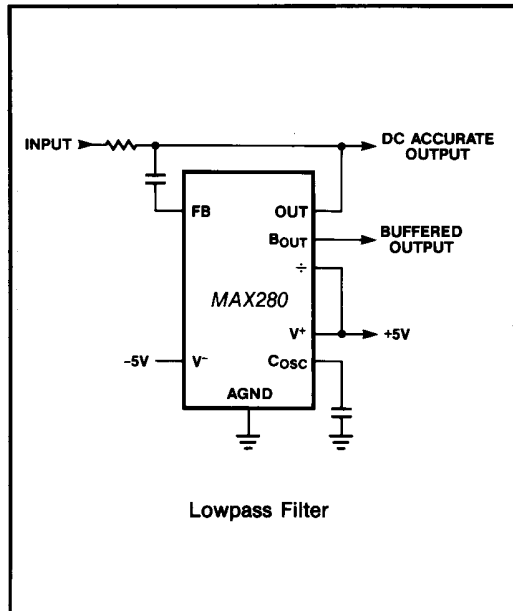 INPUT
DC ACCURATE
OUTPUT
FB
OUT
BOUT
BUFFERED
OUTPUT
÷
MAX280
V+
+5V
-5V
V-
COSC
AGND
Lowpass Filter